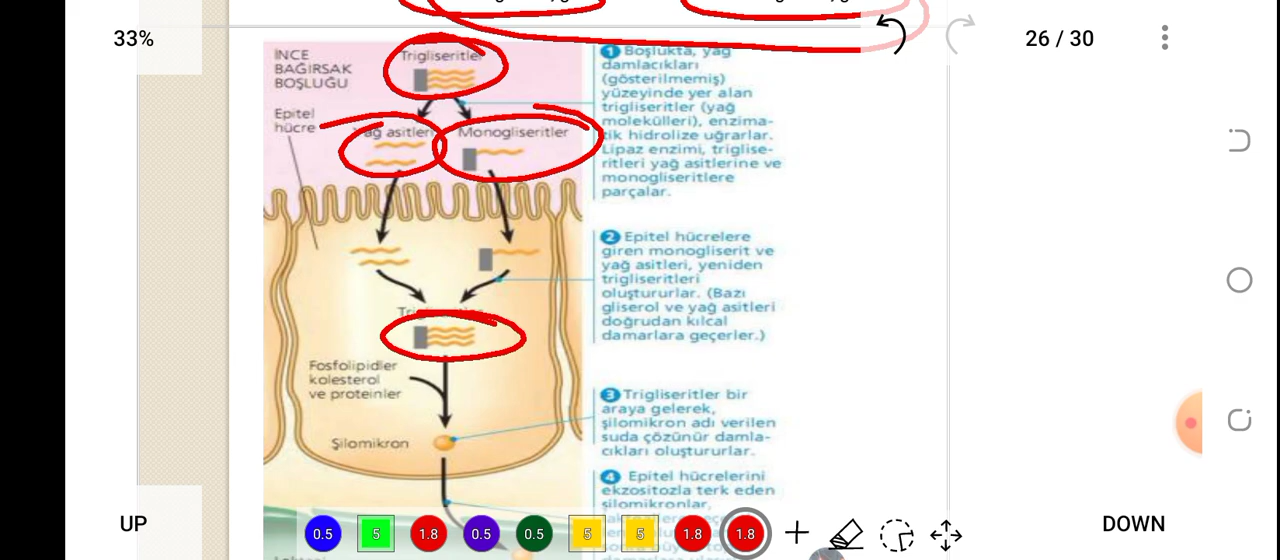 33%
26 / 30
İNCE
BAĞIRSAK
BOŞLUĞU
Trigliseritler
Epitel
hücre
Yağ asitleri
Monogliseritler
Fosfolipidler
kolesterol
ve proteinler
Şilomikron
1 Boşlukta, yağ
damlacıkları
(gösterilmemiş)
yüzeyinde yer alan
trigliseritler (yağ
molekülleri), enzima-
tik hidrolize uğrarlar.
Lipaz enzimi, triglise-
ritleri yağ asitlerine ve
monogliseritlere
parçalar.
2 Epitel hücrelere
giren monogliserit ve
yağ asitleri, yeniden
trigliseritleri
oluştururlar. (Bazı
gliserol ve yağ asitleri
doğrudan kılcal
damarlara geçerler.)
3 Trigliseritler bir
araya gelerek,
şilomikron adı verilen
suda çözünür damla-
cıkları oluştururlar.
4 Epitel hücrelerini
ekzositozla terk eden
şilomikronlar,
UP
0.5
5
1.8
0.5
0.5
5
5
1.8
1.8
DOWN